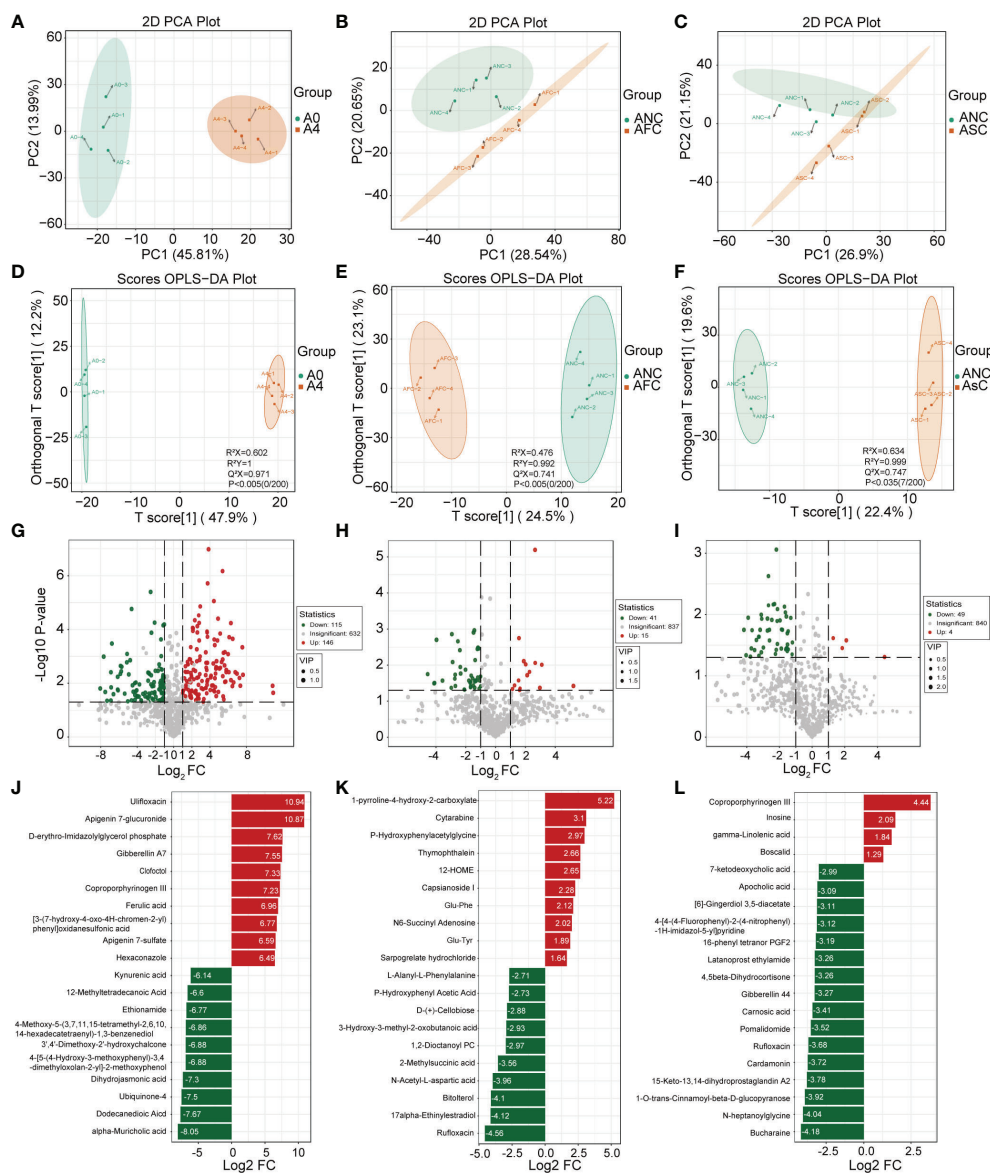 A
2D PCA Plot
60
30
0
−30
−60
−20
−10
0
10
20
30
PC2 (13.99%)
PC1 (45.81%)
A0-3
A0-1
A0-4
A0-2
A4-2
A4-3
A4-4
A4-1
Group
A0
A4
B
2D PCA Plot
20
0
−20
−40
−40
0
40
80
PC2 (20.65%)
PC1 (28.54%)
ANC-3
ANC-1
ANC-2
ANC-4
AFC-1
AFC-4
AFC-2
AFC-3
Group
ANC
AFC
C
2D PCA Plot
40
0
−40
−60
−30
0
30
60
PC2 (21.15%)
PC1 (26.9%)
ANC-1
ANC-2
ANC-4
ANC-3
ASC-2
ASC-1
ASC-3
ASC-4
Group
ANC
ASC
D
Scores OPLS−DA Plot
50
25
0
−25
−50
−20
−10
0
10
20
Orthogonal T score[1] ( 12.2% )
T score[1] ( 47.9% )
A0-2
A0-4
A0-1
A4-1
A4-2
A4-3
R²X=0.602
R²Y=1
Q²X=0.971
P<0.005(0/200)
Group
A0
A4
E
Scores OPLS−DA Plot
60
30
0
−30
−60
−20
−10
0
10
20
Orthogonal T score[1] ( 23.1% )
T score[1] ( 24.5% )
AFC-3
AFC-2
AFC-4
AFC-1
ANC-4
ANC-1
ANC-3
ANC-2
R²X=0.476
R²Y=0.992
Q²X=0.741
P<0.005(0/200)
Group
ANC
AFC
F
Scores OPLS−DA Plot
30
0
−30
−10
0
10
Orthogonal T score[1] ( 19.6% )
T score[1] ( 22.4% )
ANC-2
ANC-3
ANC-1
ANC-4
ASC-4
ASC-3
ASC-2
ASC-1
R²X=0.634
R²Y=0.999
Q²X=0.747
P<0.035(7/200)
Group
ANC
AsC
G
6
4
2
0
-8
-4
-2
-1
0
1
2
4
8
-Log10 P-value
Log2 FC
Statistics
Down: 115
Insignificant: 632
Up: 146
VIP
0.5
1.0
H
5
4
3
2
1
0
-4
-2
-1
0
1
2
4
Log2 FC
Statistics
Down: 41
Insignificant: 837
Up: 15
VIP
0.5
1.0
1.5
I
3
2
1
0
-4
-2
-1
0
1
2
4
Log2 FC
Statistics
Down: 49
Insignificant: 840
Up: 4
VIP
0.5
1.0
1.5
2.0
J
Ulifloxacin 10.94
Apigenin 7-glucuronide 10.87
D-erythro-Imidazolylglycerol phosphate 7.62
Gibberellin A7 7.55
Clofoctol 7.33
Coproporphyrinogen III 7.23
Ferulic acid 6.96
[3-(7-hydroxy-4-oxo-4H-chromen-2-yl)
phenyl]oxidanesulfonic acid 6.77
Apigenin 7-sulfate 6.59
Hexaconazole 6.49
Kynurenic acid -6.14
12-Methyltetradecanoic Acid -6.6
Ethionamide -6.77
4-Methoxy-5-(3,7,11,15-tetramethyl-2,6,10,
14-hexadecatetraenyl)-1,3-benzenediol -6.86
3',4'-Dimethoxy-2'-hydroxychalcone -6.88
4-[5-(4-Hydroxy-3-methoxyphenyl)-3,4
-dimethyloxolan-2-yl]-2-methoxyphenol -6.88
Dihydrojasmonic acid -7.3
Ubiquinone-4 -7.5
Dodecanedioic Aicd -7.67
alpha-Muricholic acid -8.05
-5
0
5
10
Log2 FC
K
1-pyrroline-4-hydroxy-2-carboxylate 5.22
Cytarabine 3.1
P-Hydroxyphenylacetylglycine 2.97
Thymophthalein 2.66
12-HOME 2.65
Capsianoside I 2.28
Glu-Phe 2.12
N6-Succinyl Adenosine 2.02
Glu-Tyr 1.89
Sarpogrelate hydrochloride 1.64
L-Alanyl-L-Phenylalanine -2.71
P-Hydroxyphenyl Acetic Acid -2.73
D-(+)-Cellobiose -2.88
3-Hydroxy-3-methyl-2-oxobutanoic acid -2.93
1,2-Dioctanoyl PC -2.97
2-Methylsuccinic acid -3.56
N-Acetyl-L-aspartic acid -3.96
Bitolterol -4.1
17alpha-Ethinylestradiol -4.12
Rufloxacin -4.56
-5.0
-2.5
0
2.5
5.0
Log2 FC
L
Coproporphyrinogen III 4.44
Inosine 2.09
gamma-Linolenic acid 1.84
Boscalid 1.29
7-ketodeoxycholic acid -2.99
Apocholic acid -3.09
[6]-Gingerdiol 3,5-diacetate -3.11
4-[4-(4-Fluorophenyl)-2-(4-nitrophenyl)
-1H-imidazol-5-yl]pyridine -3.12
16-phenyl tetranor PGF2 -3.19
Latanoprost ethylamide -3.26
4,5beta-Dihydrocortisone -3.26
Gibberellin 44 -3.27
Carnosic acid -3.41
Pomalidomide -3.52
Rufloxacin -3.68
Cardamonin -3.72
15-Keto-13,14-dihydroprostaglandin A2 -3.78
1-O-trans-Cinnamoyl-beta-D-glucopyranose -3.92
N-heptanoylglycine -4.04
Bucharaine -4.18
-2.5
0
2.5
Log2 FC